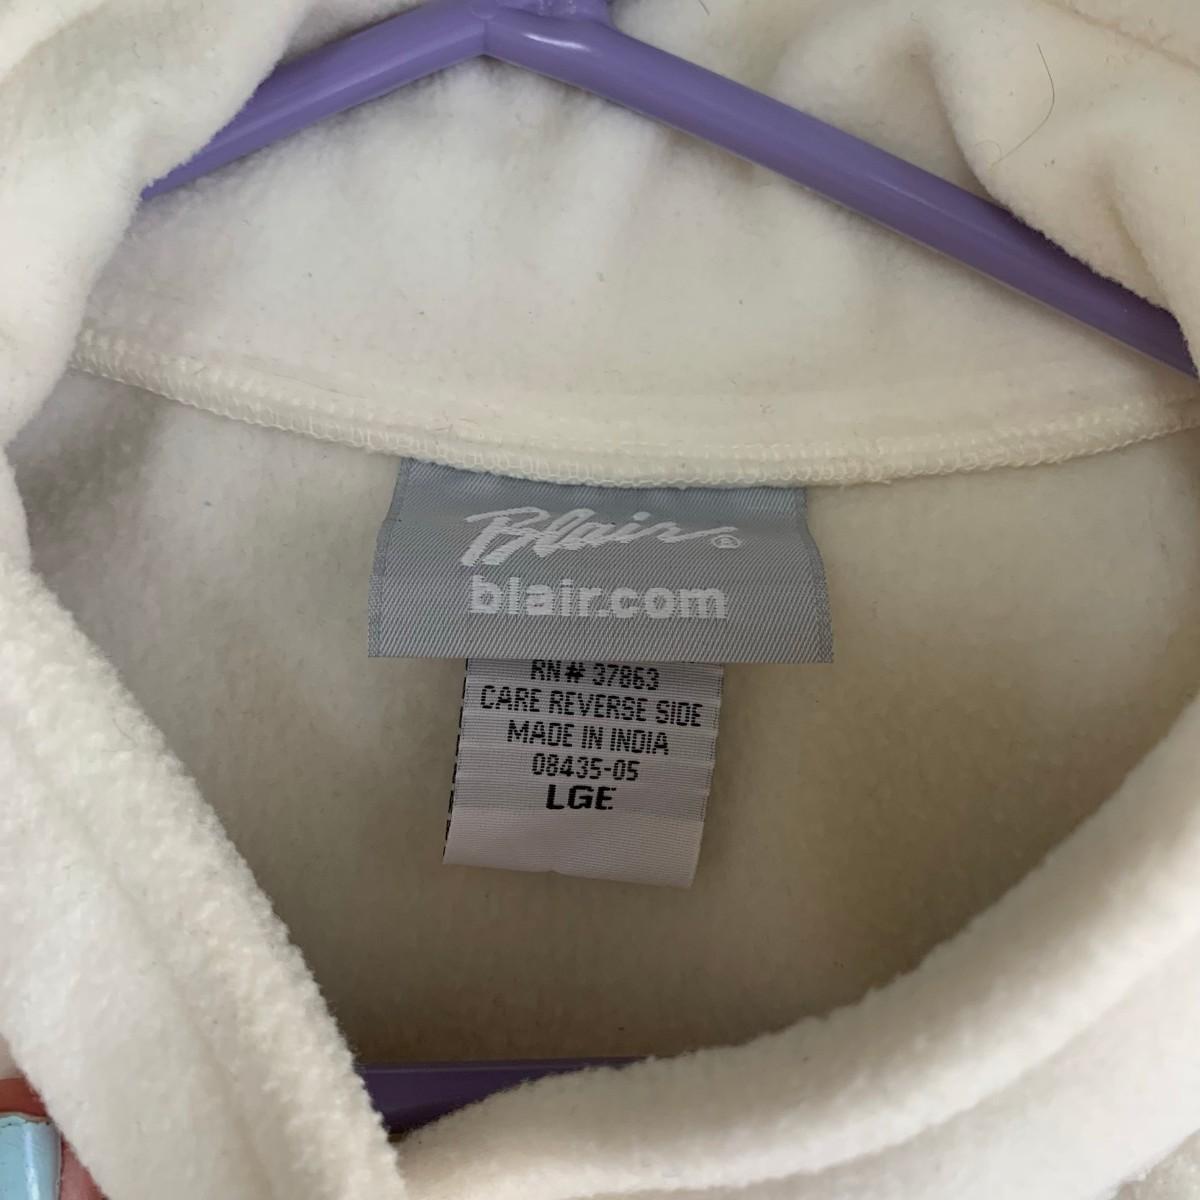 Blair®
blair.com
RN# 37863
CARE REVERSE SIDE
MADE IN INDIA
08435-05
LGE